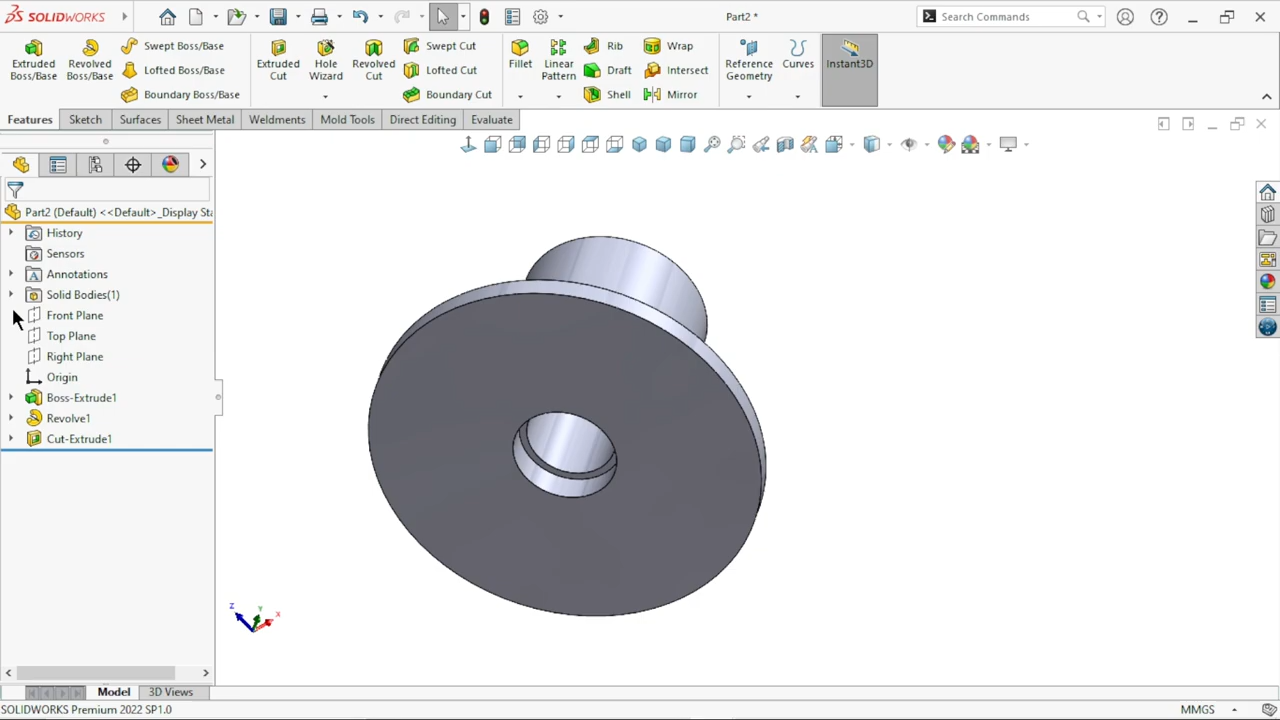 SOLIDWORKS
Part2 *
Search Commands
Extruded Boss/Base
Revolved Boss/Base
Swept Boss/Base
Lofted Boss/Base
Boundary Boss/Base
Extruded Cut
Hole Wizard
Revolved Cut
Swept Cut
Lofted Cut
Boundary Cut
Fillet
Linear Pattern
Rib
Draft
Shell
Wrap
Intersect
Mirror
Reference Geometry
Curves
Instant3D
Features
Sketch
Surfaces
Sheet Metal
Weldments
Mold Tools
Direct Editing
Evaluate
Part2 (Default) <<Default>_Display Sta
History
Sensors
Annotations
Solid Bodies(1)
Front Plane
Top Plane
Right Plane
Origin
Boss-Extrude1
Revolve1
Cut-Extrude1
Z Y X
Model
3D Views
SOLIDWORKS Premium 2022 SP1.0
MMGS